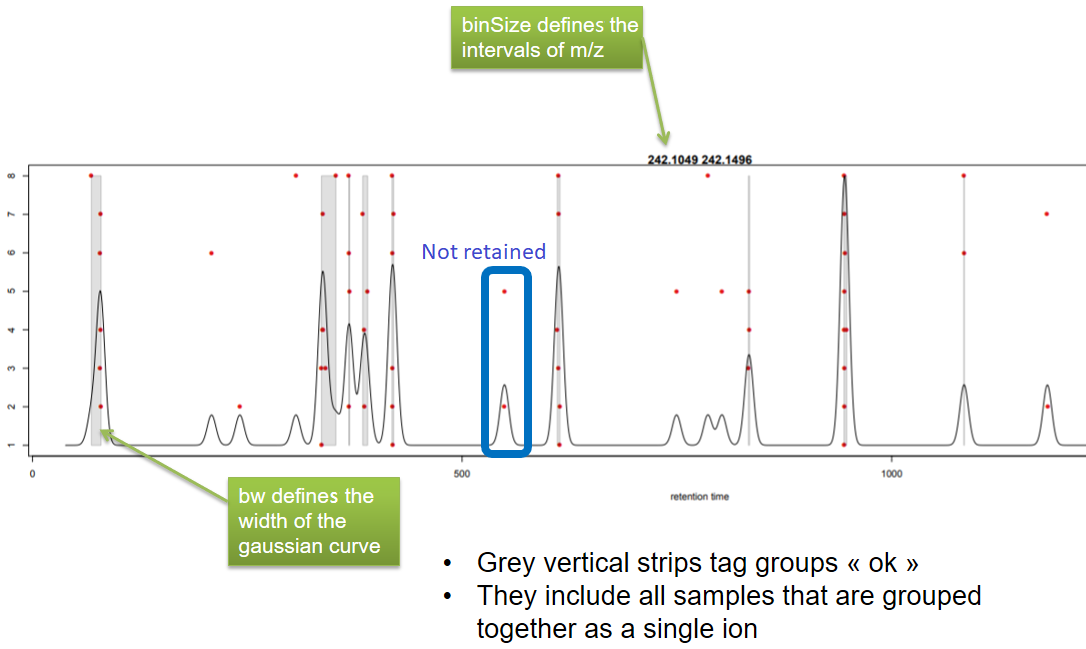 binSize defines the
intervals of m/z
242.1049 242.1496
8
7
6
5
4
3
2
1
Not retained
0
500
1000
retention time
bw defines the
width of the
gaussian curve
• Grey vertical strips tag groups « ok »
• They include all samples that are grouped
together as a single ion